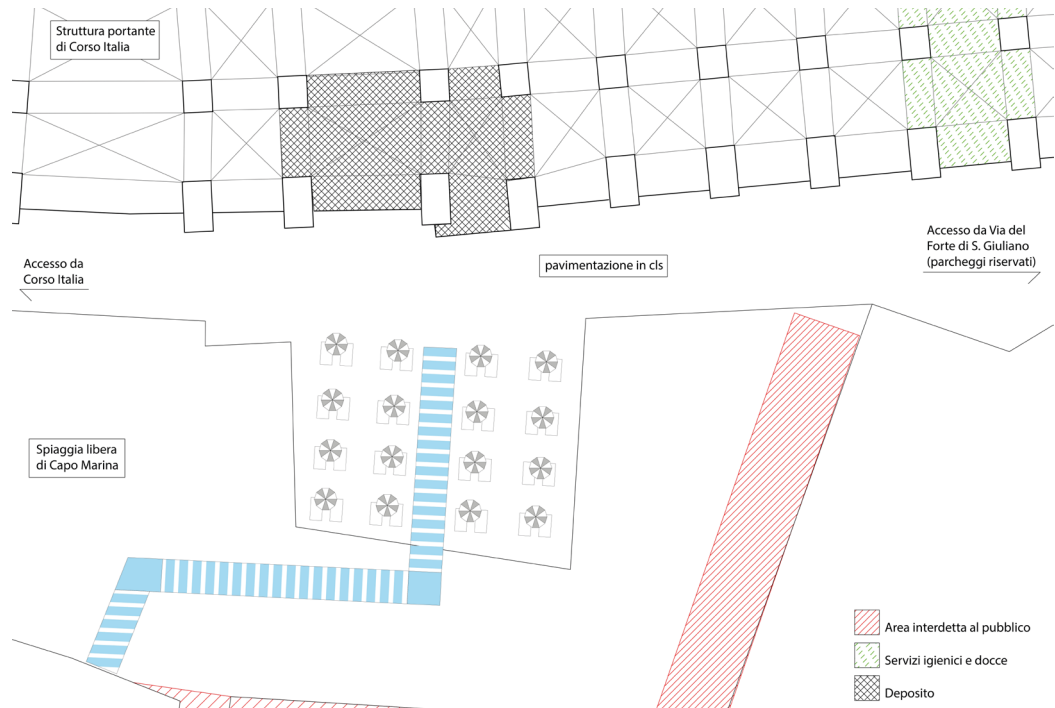 Struttura portante
di Corso Italia
Accesso da Via del
Forte di S. Giuliano
(parcheggi riservati)
Accesso da
Corso Italia
pavimentazione in cls
Spiaggia libera
di Capo Marina
Area interdetta al pubblico
Servizi igienici e docce
Deposito